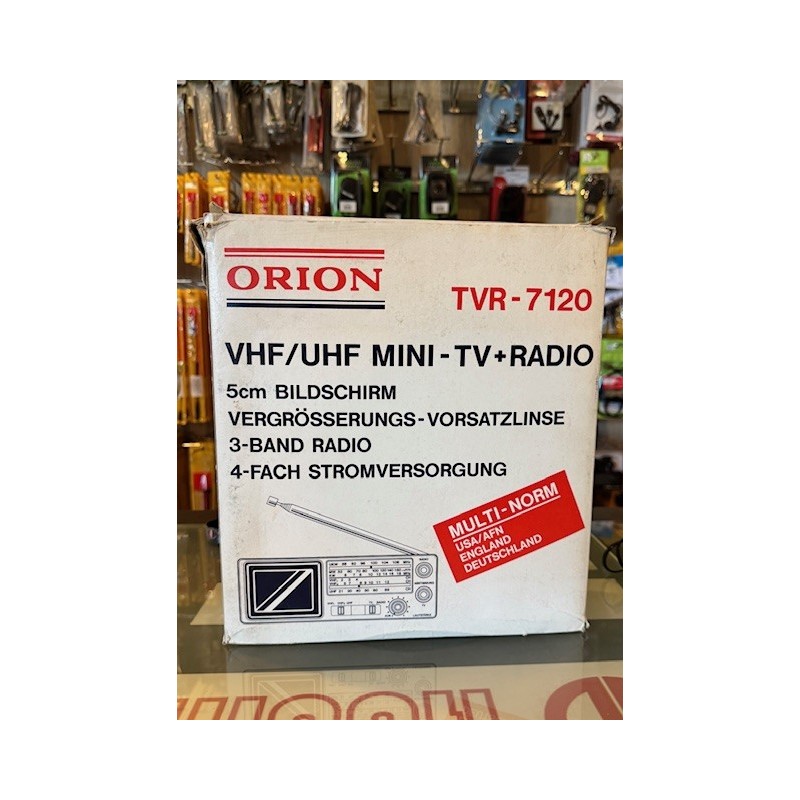 ORION
TVR-7120
VHF/UHF MINI-TV+RADIO
5cm BILDSCHIRM
VERGRÖSSERUNGS-VORSATZLINSE
3-BAND RADIO
4-FACH STROMVERSORGUNG
MULTI-NORM
USA/AFN
ENGLAND
DEUTSCHLAND